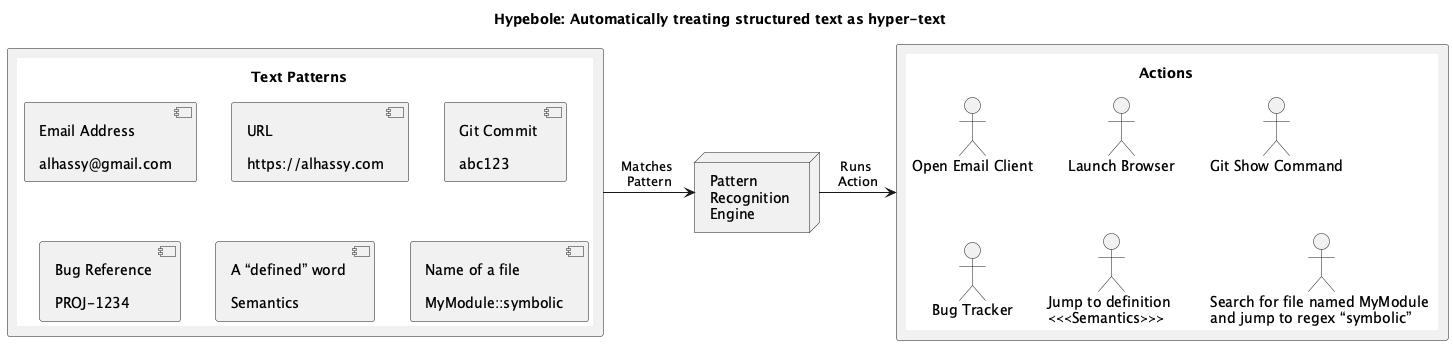 Hypebole: Automatically treating structured text as hyper-text
Text Patterns
Email Address
alhassy@gmail.com
URL
https://alhassy.com
Git Commit
abc123
Bug Reference
PROJ-1234
A “defined” word
Semantics
Name of a file
MyModule::symbolic
Matches
Pattern
Pattern
Recognition
Engine
Runs
Action
Actions
Open Email Client
Launch Browser
Git Show Command
Bug Tracker
Jump to definition
<<<Semantics>>>
Search for file named MyModule
and jump to regex “symbolic”